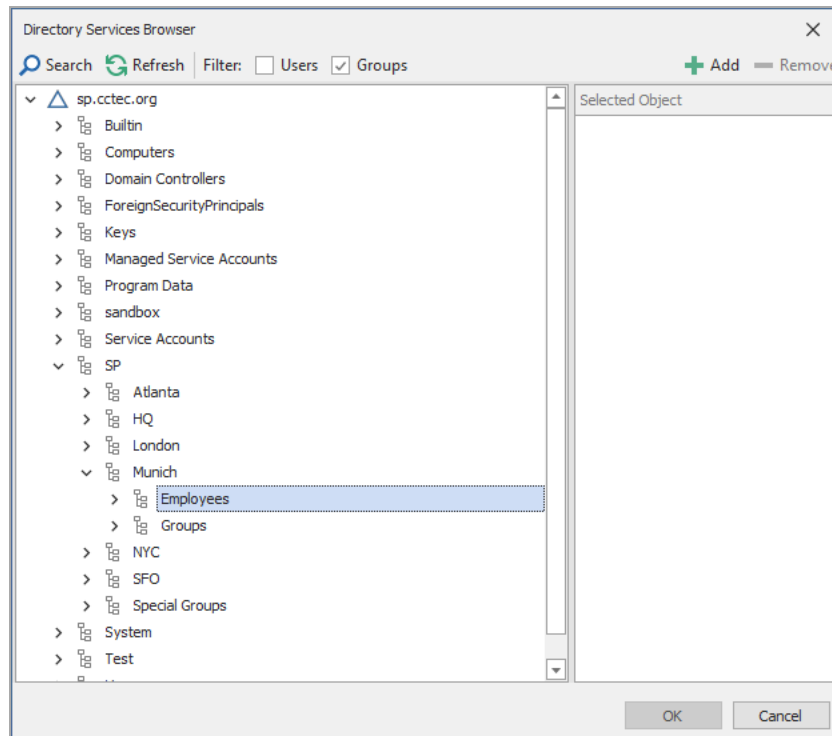 Directory Services Browser
Search Refresh Filter: Users Groups Add Remove
sp.cctec.org
Selected Object
Builtin
Computers
Domain Controllers
ForeignSecurityPrincipals
Keys
Managed Service Accounts
Program Data
sandbox
Service Accounts
SP
Atlanta
HQ
London
Munich
Employees
Groups
NYC
SFO
Special Groups
System
Test
OK Cancel